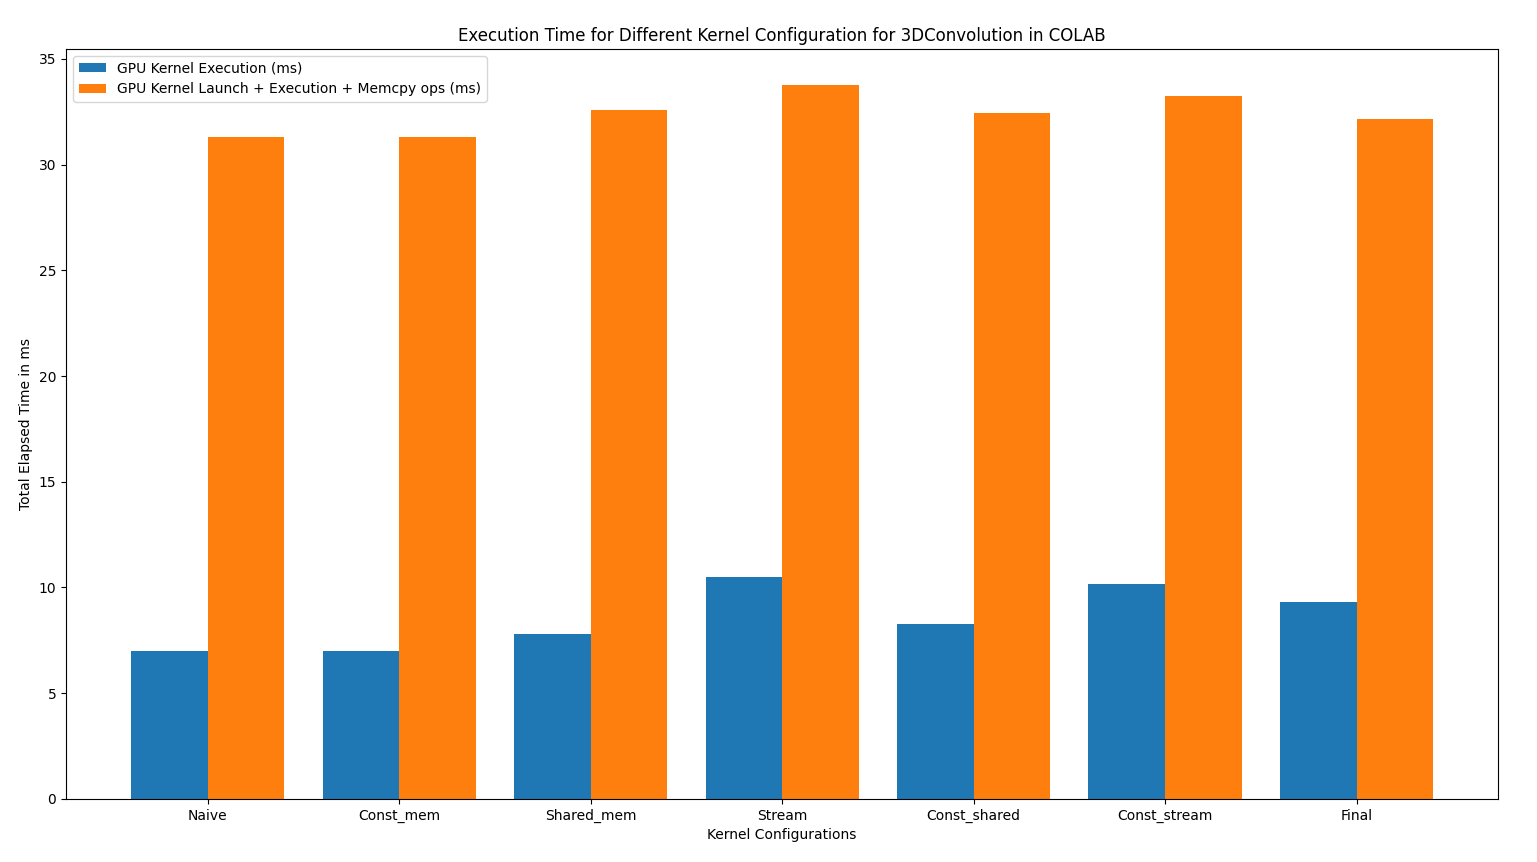 Execution Time for Different Kernel Configuration for 3DConvolution in COLAB
GPU Kernel Execution (ms)
GPU Kernel Launch + Execution + Memcpy ops (ms)
Total Elapsed Time in ms
35
30
25
20
15
10
5
0
Naive
Const_mem
Shared_mem
Stream
Const_shared
Const_stream
Final
Kernel Configurations